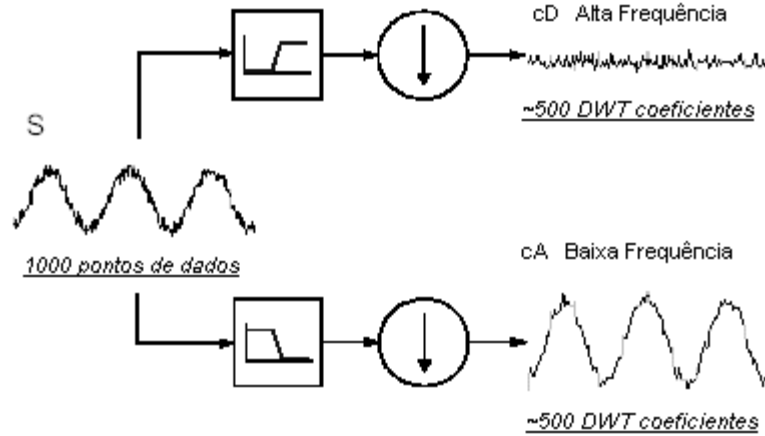 cD Alta Frequência
~500 DWT coeficientes
S
1000 pontos de dados
cA Baixa Frequência
~500 DWT coeficientes